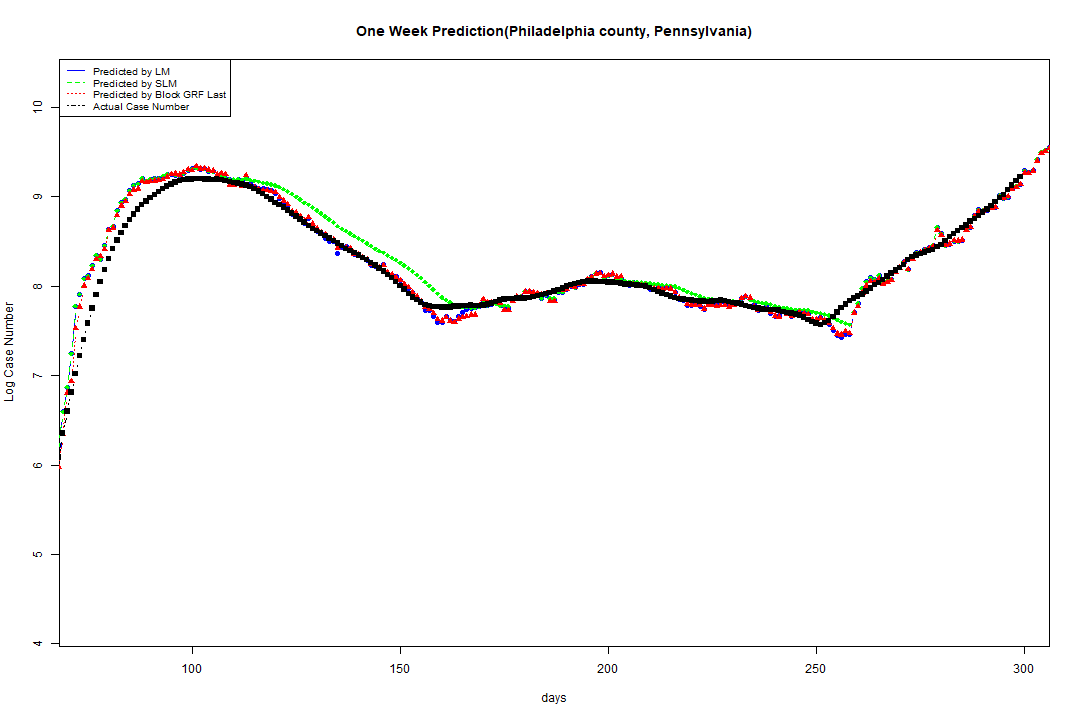 One Week Prediction(Philadelphia county, Pennsylvania)
Predicted by LM
Predicted by SLM
Predicted by Block GRF Last
Actual Case Number
10
9
8
7
6
5
4
Log Case Number
100 150 200 250 300
days